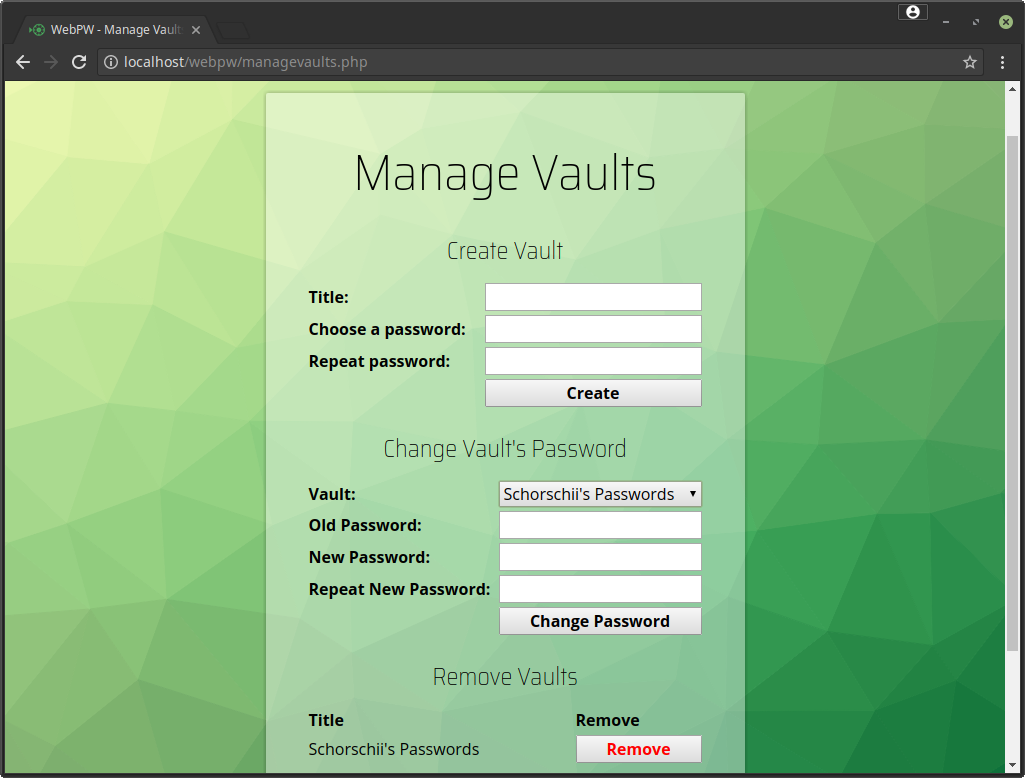 WebPW - Manage Vault
localhost/webpw/managevaults.php
Manage Vaults
Create Vault
Title:
Choose a password:
Repeat password:
Create
Change Vault's Password
Vault: Schorschii's Passwords
Old Password:
New Password:
Repeat New Password:
Change Password
Remove Vaults
Title Remove
Schorschii's Passwords Remove